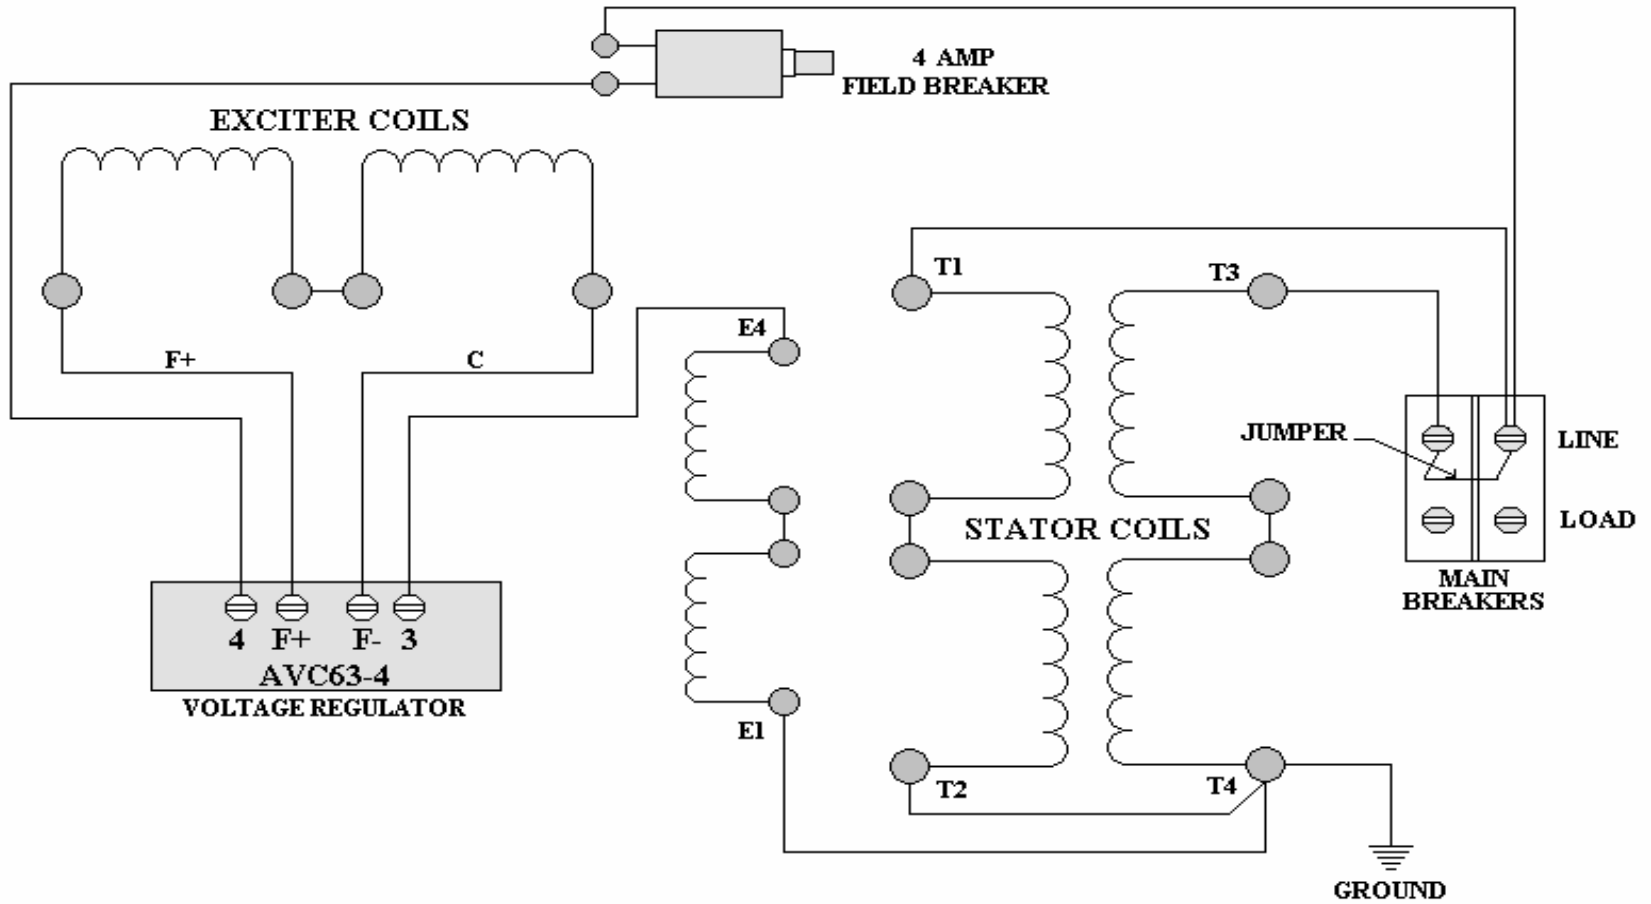 4 AMP
FIELD BREAKER
EXCITER COILS
T1
T3
E4
F+
C
JUMPER
LINE
STATOR COILS
LOAD
MAIN
BREAKERS
4 F+ F- 3
AVC63-4
VOLTAGE REGULATOR
E1
T2
T4
GROUND